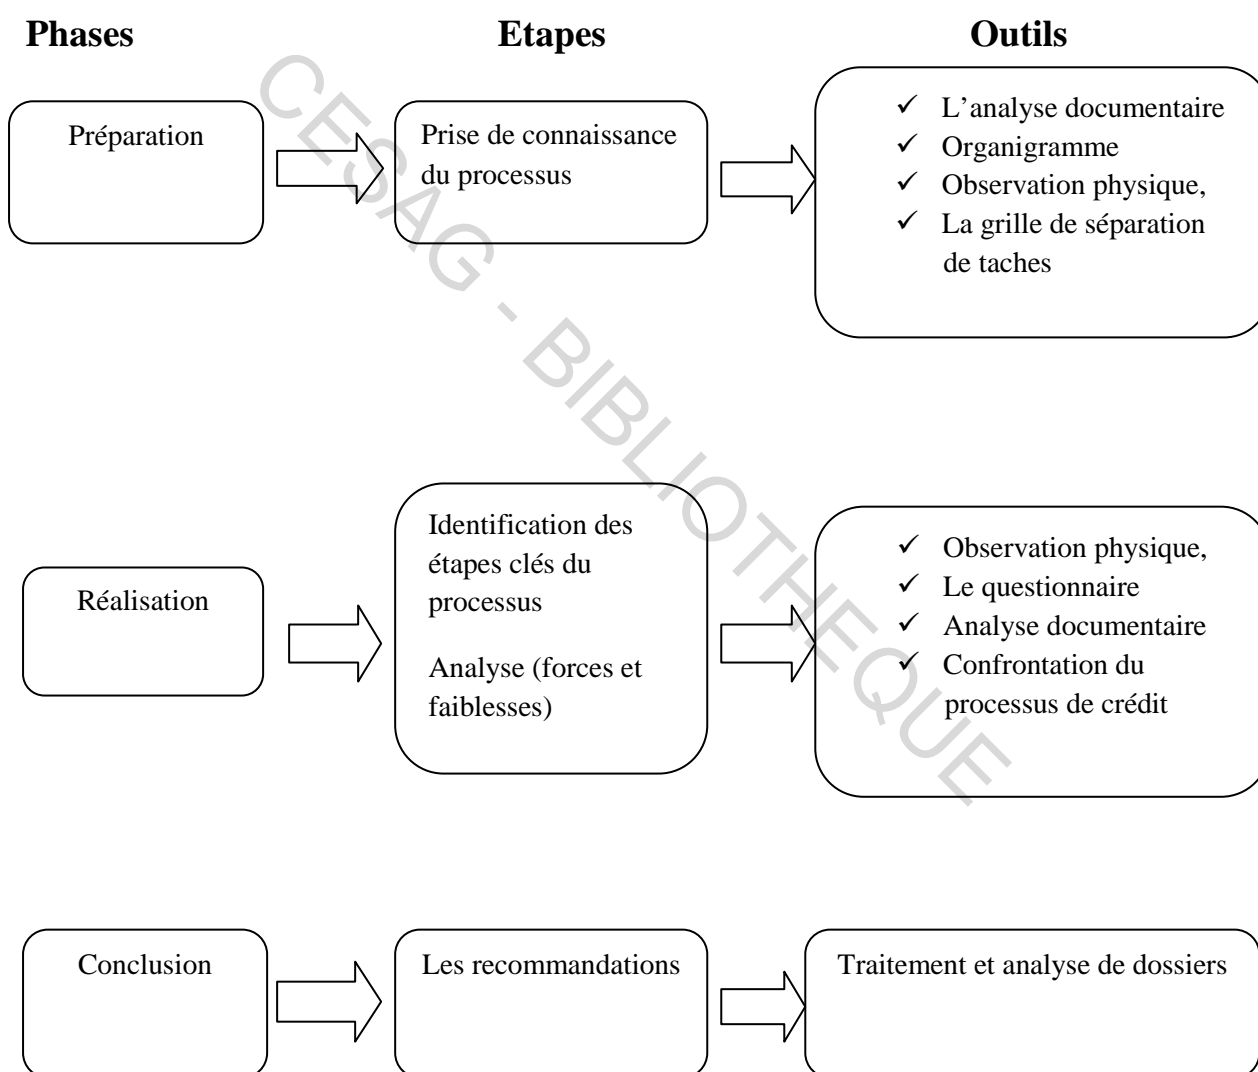 Phases Etapes Outils
Préparation
Prise de connaissance
du processus
✓ L’analyse documentaire
✓ Organigramme
✓ Observation physique,
✓ La grille de séparation
de taches
Réalisation
Identification des
étapes clés du
processus
Analyse (forces et
faiblesses)
✓ Observation physique,
✓ Le questionnaire
✓ Analyse documentaire
✓ Confrontation du
processus de crédit
Conclusion
Les recommandations
Traitement et analyse de dossiers
CESAG - BIBLIOTHEQUE